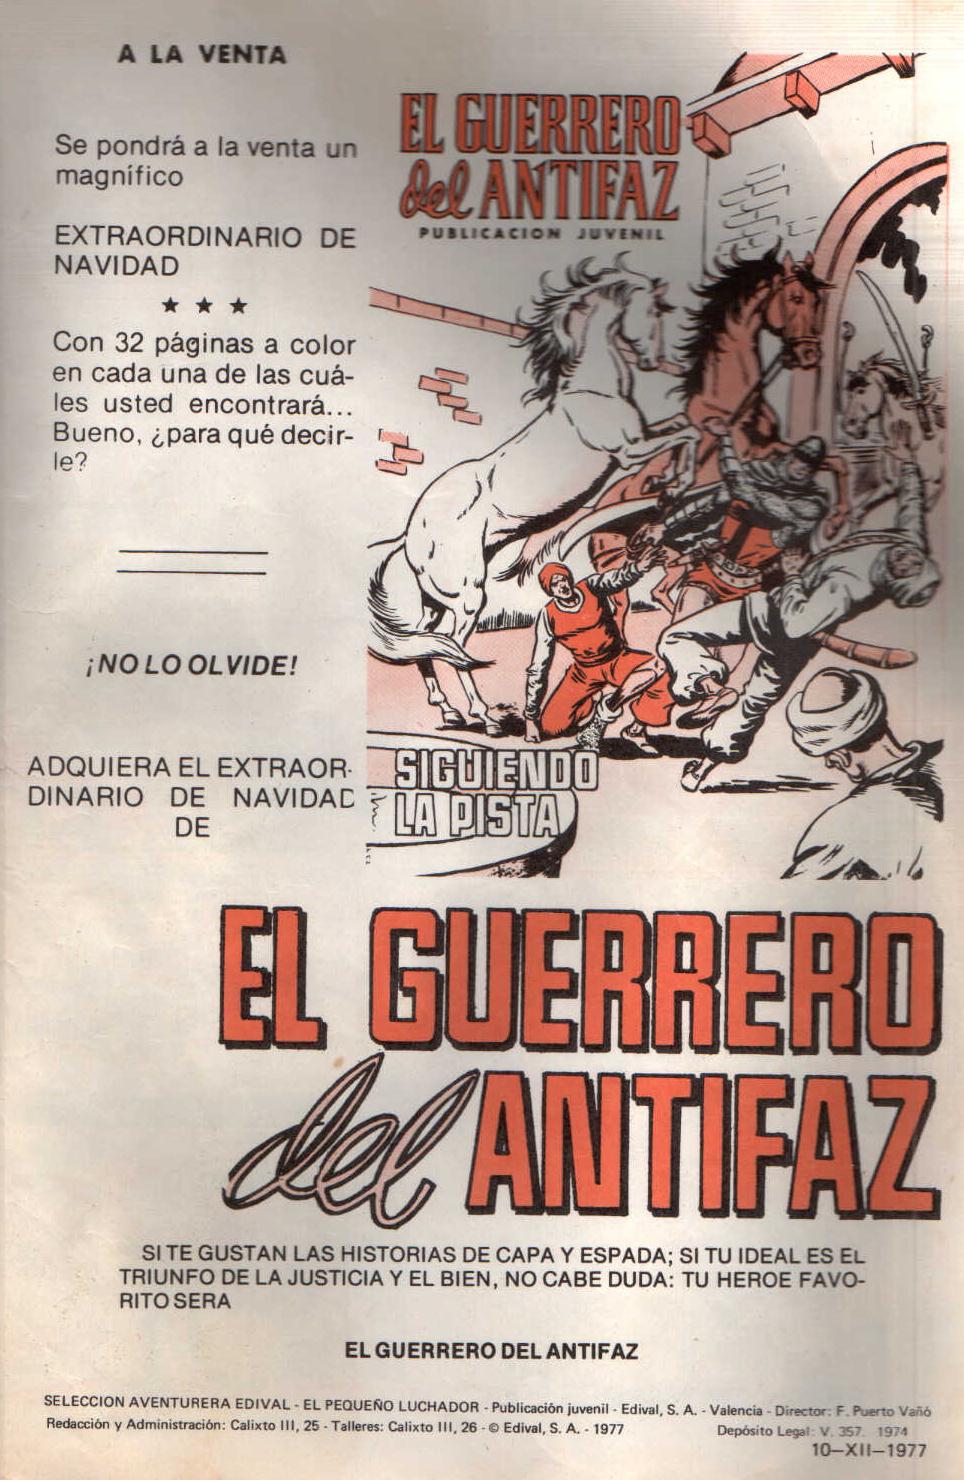 A LA VENTA
Se pondrá a la venta un
magnífico
EXTRAORDINARIO DE
NAVIDAD
★ ★ ★
Con 32 páginas a color
en cada una de las cuá-
les usted encontrará...
Bueno, ¿para qué decir-
le?
¡NO LO OLVIDE!
ADQUIERA EL EXTRAOR-
DINARIO DE NAVIDAD
DE
EL GUERRERO
del ANTIFAZ
PUBLICACION JUVENIL
SIGUIENDO
LA PISTA
EL GUERRERO
del ANTIFAZ
SI TE GUSTAN LAS HISTORIAS DE CAPA Y ESPADA; SI TU IDEAL ES EL
TRIUNFO DE LA JUSTICIA Y EL BIEN, NO CABE DUDA: TU HEROE FAVO-
RITO SERA
EL GUERRERO DEL ANTIFAZ
SELECCION AVENTURERA EDIVAL - EL PEQUEÑO LUCHADOR - Publicación juvenil - Edival, S. A. - Valencia - Director: F. Puerto Vañó
Redacción y Administración: Calixto III, 25 - Talleres: Calixto III, 26 - © Edival, S. A. - 1977
Depósito Legal: V. 357. 1974
10—XII—1977